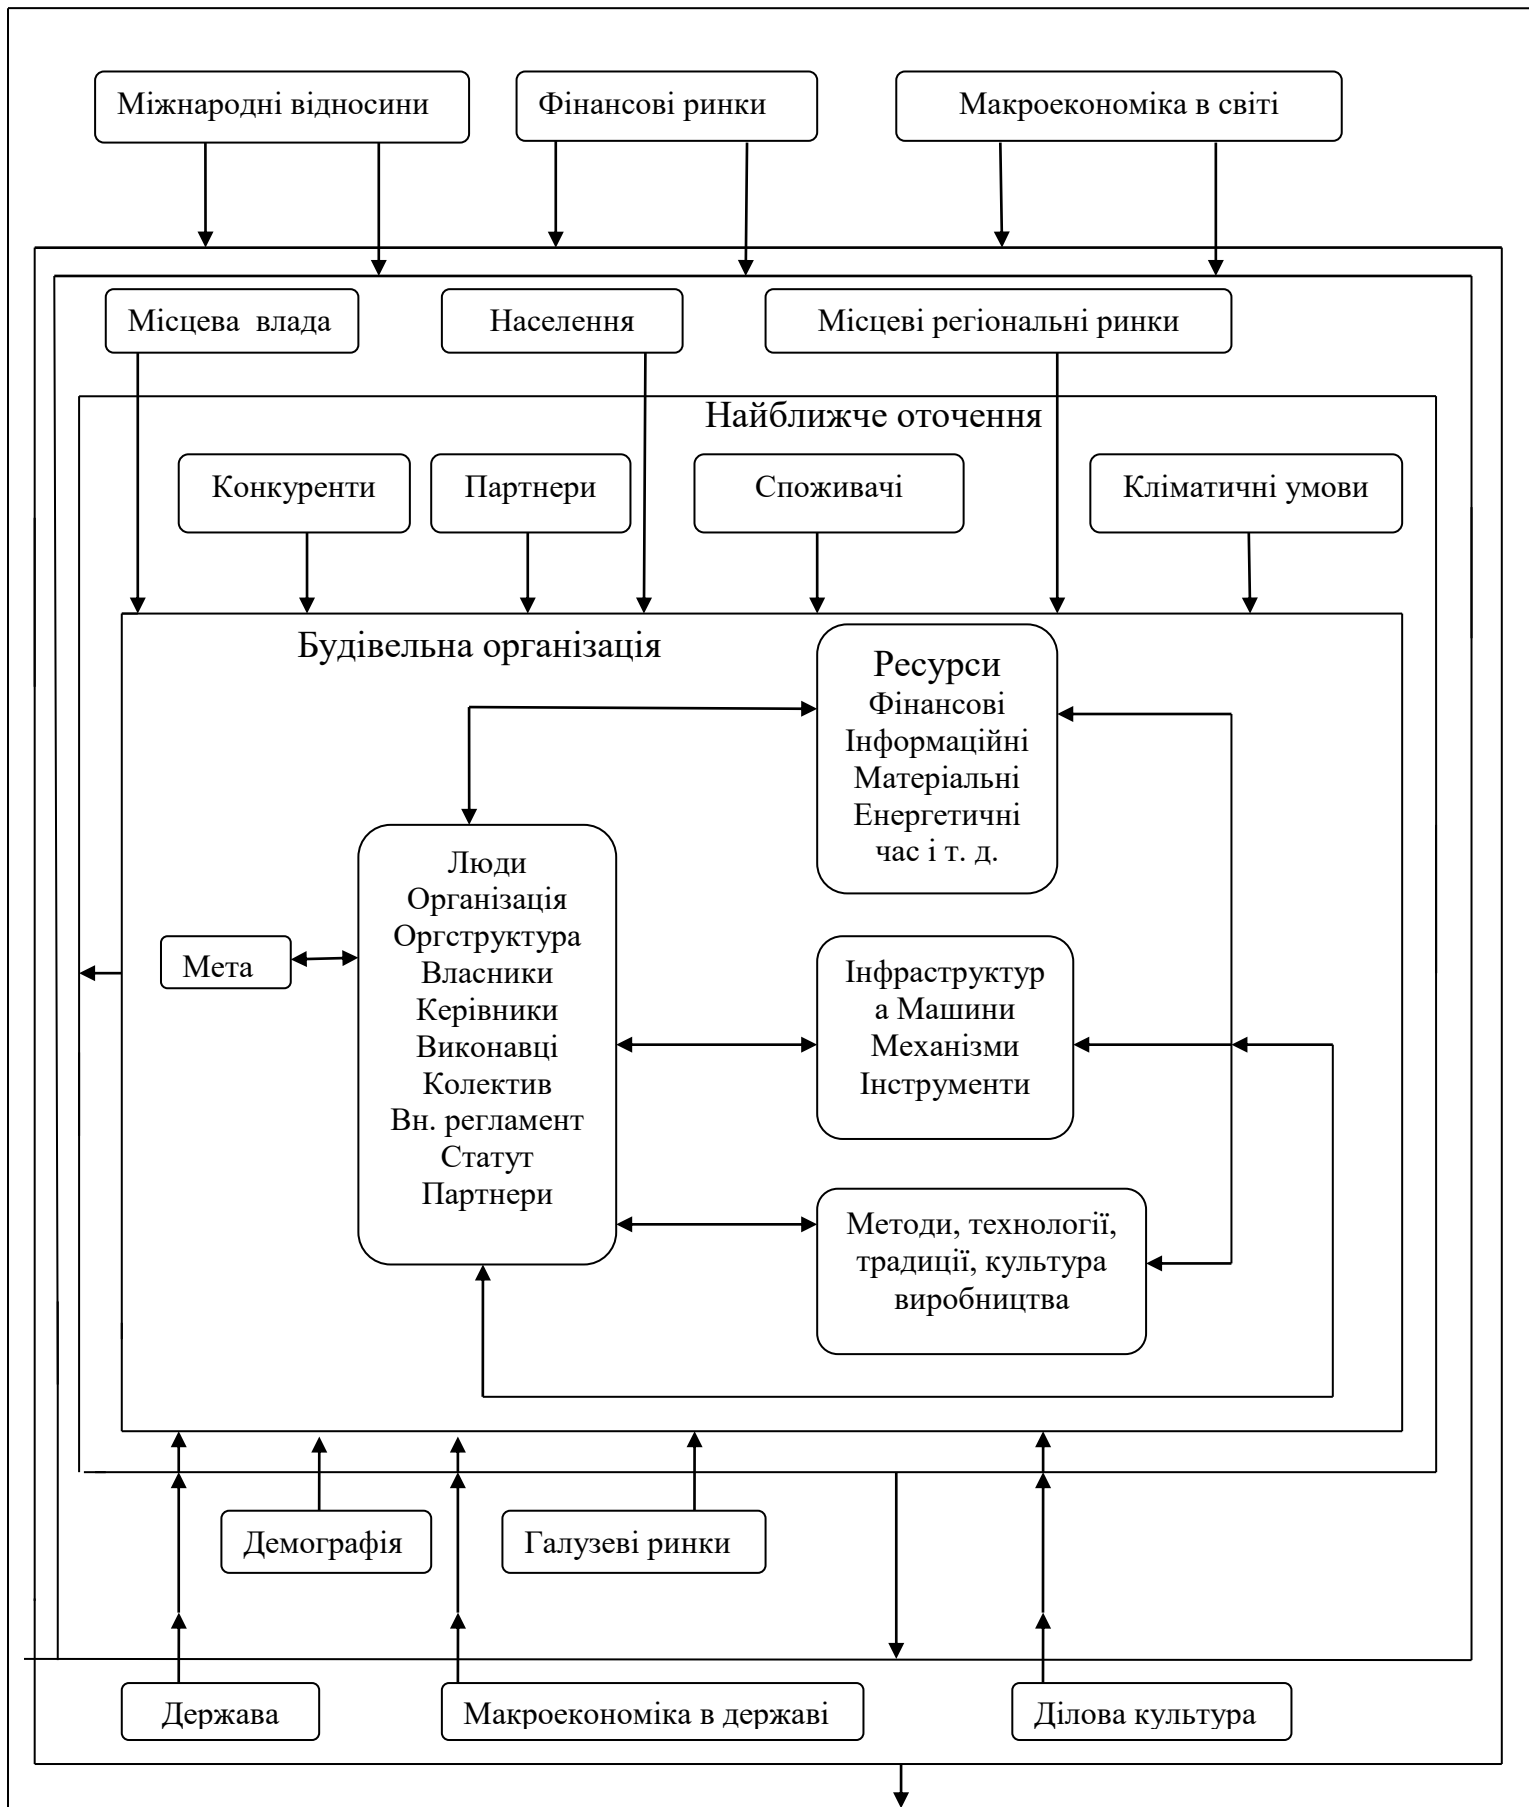 Міжнародні відносини
Фінансові ринки
Макроекономіка в світі
Місцева влада
Населення
Місцеві регіональні ринки
Найближче оточення
Конкуренти
Партнери
Споживачі
Кліматичні умови
Будівельна організація
Ресурси
Фінансові
Інформаційні
Матеріальні
Енергетичні
час і т. д.
Люди
Організація
Оргструктура
Власники
Керівники
Виконавці
Колектив
Вн. регламент
Статут
Партнери
Мета
Інфраструктур
а Машини
Механізми
Інструменти
Методи, технології,
традиції, культура
виробництва
Демографія
Галузеві ринки
Держава
Макроекономіка в державі
Ділова культура